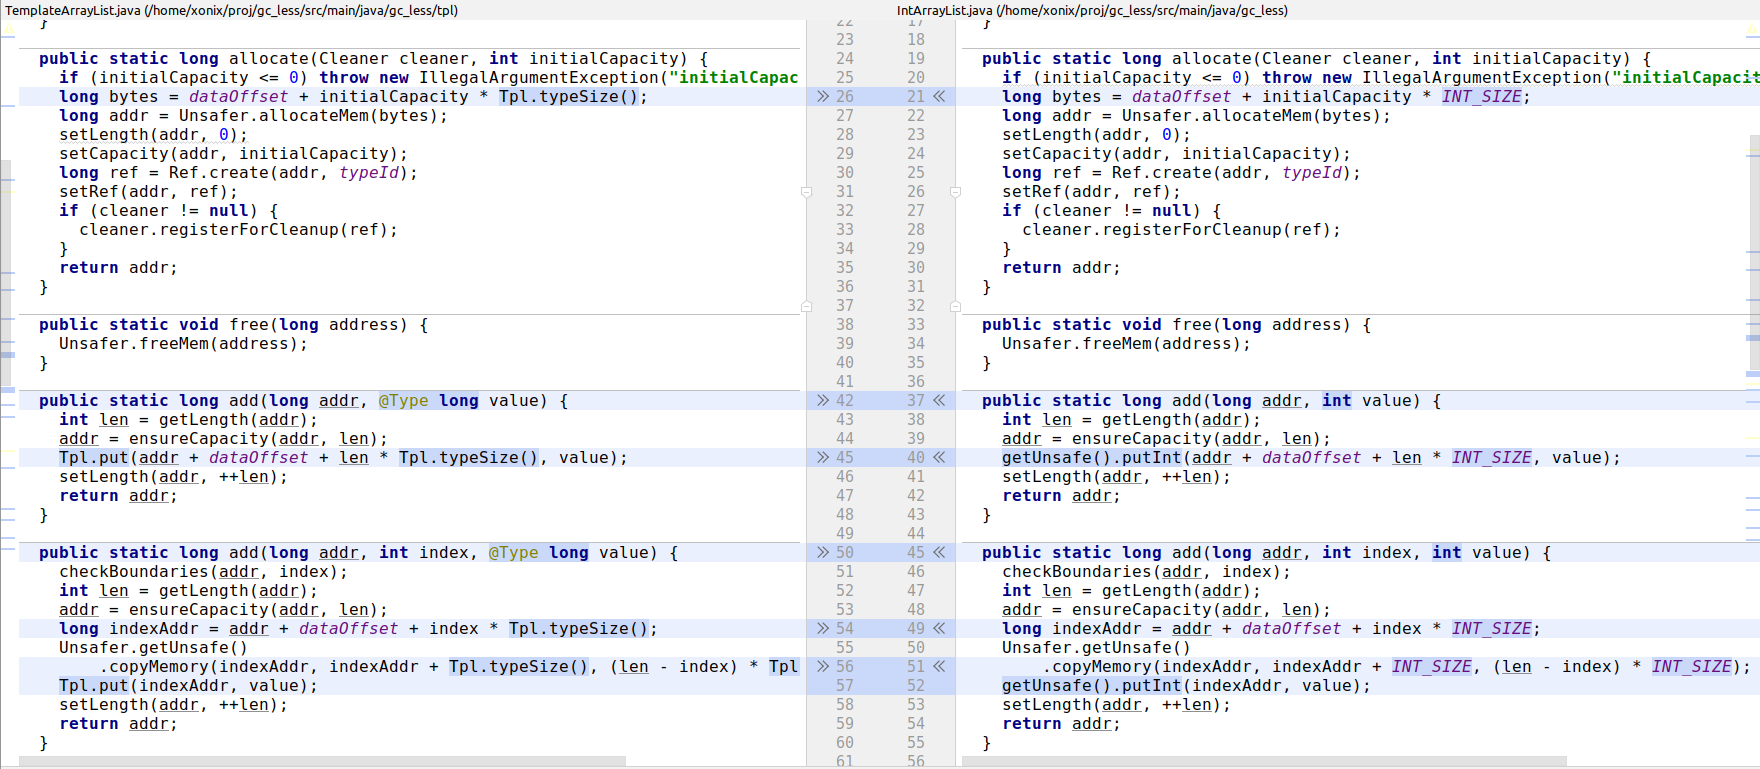 TemplateArrayList.java (/home/xonix/proj/gc_less/src/main/java/gc_less/tpl)
}
public static long allocate(Cleaner cleaner, int initialCapacity) {
if (initialCapacity <= 0) throw new IllegalArgumentException("initialCapac
long bytes = dataOffset + initialCapacity * Tpl.typeSize();
long addr = Unsafer.allocateMem(bytes);
setLength(addr, 0);
setCapacity(addr, initialCapacity);
long ref = Ref.create(addr, typeId);
setRef(addr, ref);
if (cleaner != null) {
cleaner.registerForCleanup(ref);
}
return addr;
}
public static void free(long address) {
Unsafer.freeMem(address);
}
public static long add(long addr, @Type long value) {
int len = getLength(addr);
addr = ensureCapacity(addr, len);
Tpl.put(addr + dataOffset + len * Tpl.typeSize(), value);
setLength(addr, ++len);
return addr;
}
public static long add(long addr, int index, @Type long value) {
checkBoundaries(addr, index);
int len = getLength(addr);
addr = ensureCapacity(addr, len);
long indexAddr = addr + dataOffset + index * Tpl.typeSize();
Unsafer.getUnsafe()
.copyMemory(indexAddr, indexAddr + Tpl.typeSize(), (len - index) * Tpl
Tpl.put(indexAddr, value);
setLength(addr, ++len);
return addr;
}
22 17
23 18
24 19
25 20
26 21
27 22
28 23
29 24
30 25
31 26
32 27
33 28
34 29
35 30
36 31
37 32
38 33
39 34
40 35
41 36
42 37
43 38
44 39
45 40
46 41
47 42
48 43
49 44
50 45
51 46
52 47
53 48
54 49
55 50
56 51
57 52
58 53
59 54
60 55
61 56
IntArrayList.java (/home/xonix/proj/gc_less/src/main/java/gc_less)
}
public static long allocate(Cleaner cleaner, int initialCapacity) {
if (initialCapacity <= 0) throw new IllegalArgumentException("initialCapacit
long bytes = dataOffset + initialCapacity * INT_SIZE;
long addr = Unsafer.allocateMem(bytes);
setLength(addr, 0);
setCapacity(addr, initialCapacity);
long ref = Ref.create(addr, typeId);
setRef(addr, ref);
if (cleaner != null) {
cleaner.registerForCleanup(ref);
}
return addr;
}
public static void free(long address) {
Unsafer.freeMem(address);
}
public static long add(long addr, int value) {
int len = getLength(addr);
addr = ensureCapacity(addr, len);
getUnsafe().putInt(addr + dataOffset + len * INT_SIZE, value);
setLength(addr, ++len);
return addr;
}
public static long add(long addr, int index, int value) {
checkBoundaries(addr, index);
int len = getLength(addr);
addr = ensureCapacity(addr, len);
long indexAddr = addr + dataOffset + index * INT_SIZE;
Unsafer.getUnsafe()
.copyMemory(indexAddr, indexAddr + INT_SIZE, (len - index) * INT_SIZE);
getUnsafe().putInt(indexAddr, value);
setLength(addr, ++len);
return addr;
}